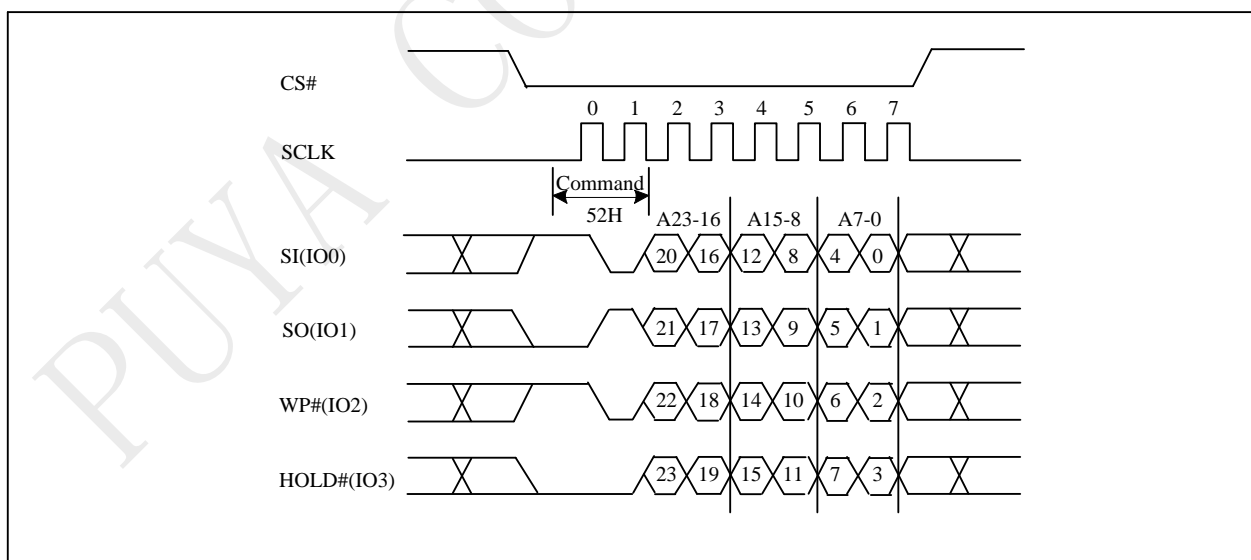 PUYA CO
CS#
0 1 2 3 4 5 6 7
SCLK
Command
52H
A23-16 A15-8 A7-0
SI(IO0) 20 16 12 8 4 0
SO(IO1) 21 17 13 9 5 1
WP#(IO2) 22 18 14 10 6 2
HOLD#(IO3) 23 19 15 11 7 3